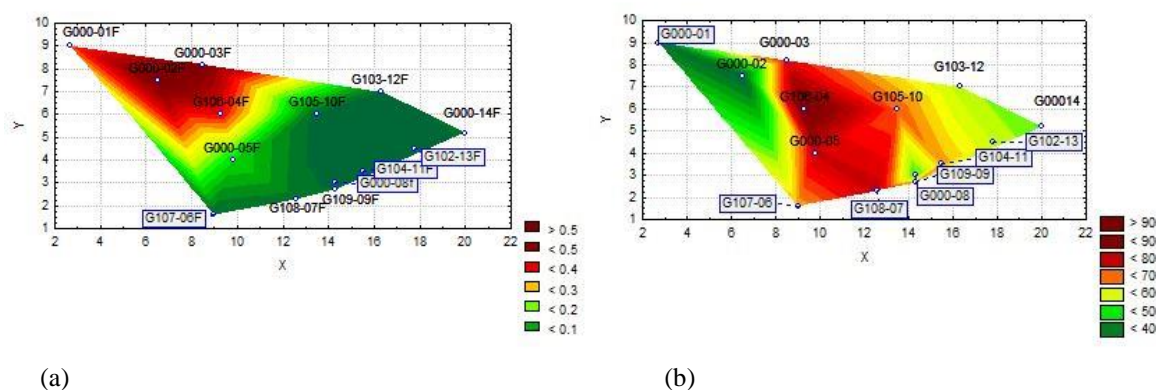 10
9
8
7
6
5
4
3
2
1
Y
G000-01F
G000-03F
G000-02F
G103-12F
G106-04F
G105-10F
G000-14F
G000-05F
G102-13F
G104-11F
G000-08f
G109-09F
G108-07F
G107-06F
2 4 6 8 10 12 14 16 18 20 22
X
> 0.5
< 0.5
< 0.4
< 0.3
< 0.2
< 0.1
(a)
10
9
8
7
6
5
4
3
2
1
Y
G000-01
G000-03
G000-02
G103-12
G106-04
G105-10
G00014
G000-05
G102-13
G104-11
G109-09
G000-08
G108-07
G107-06
2 4 6 8 10 12 14 16 18 20 22
X
> 90
< 90
< 80
< 70
< 60
< 50
< 40
(b)